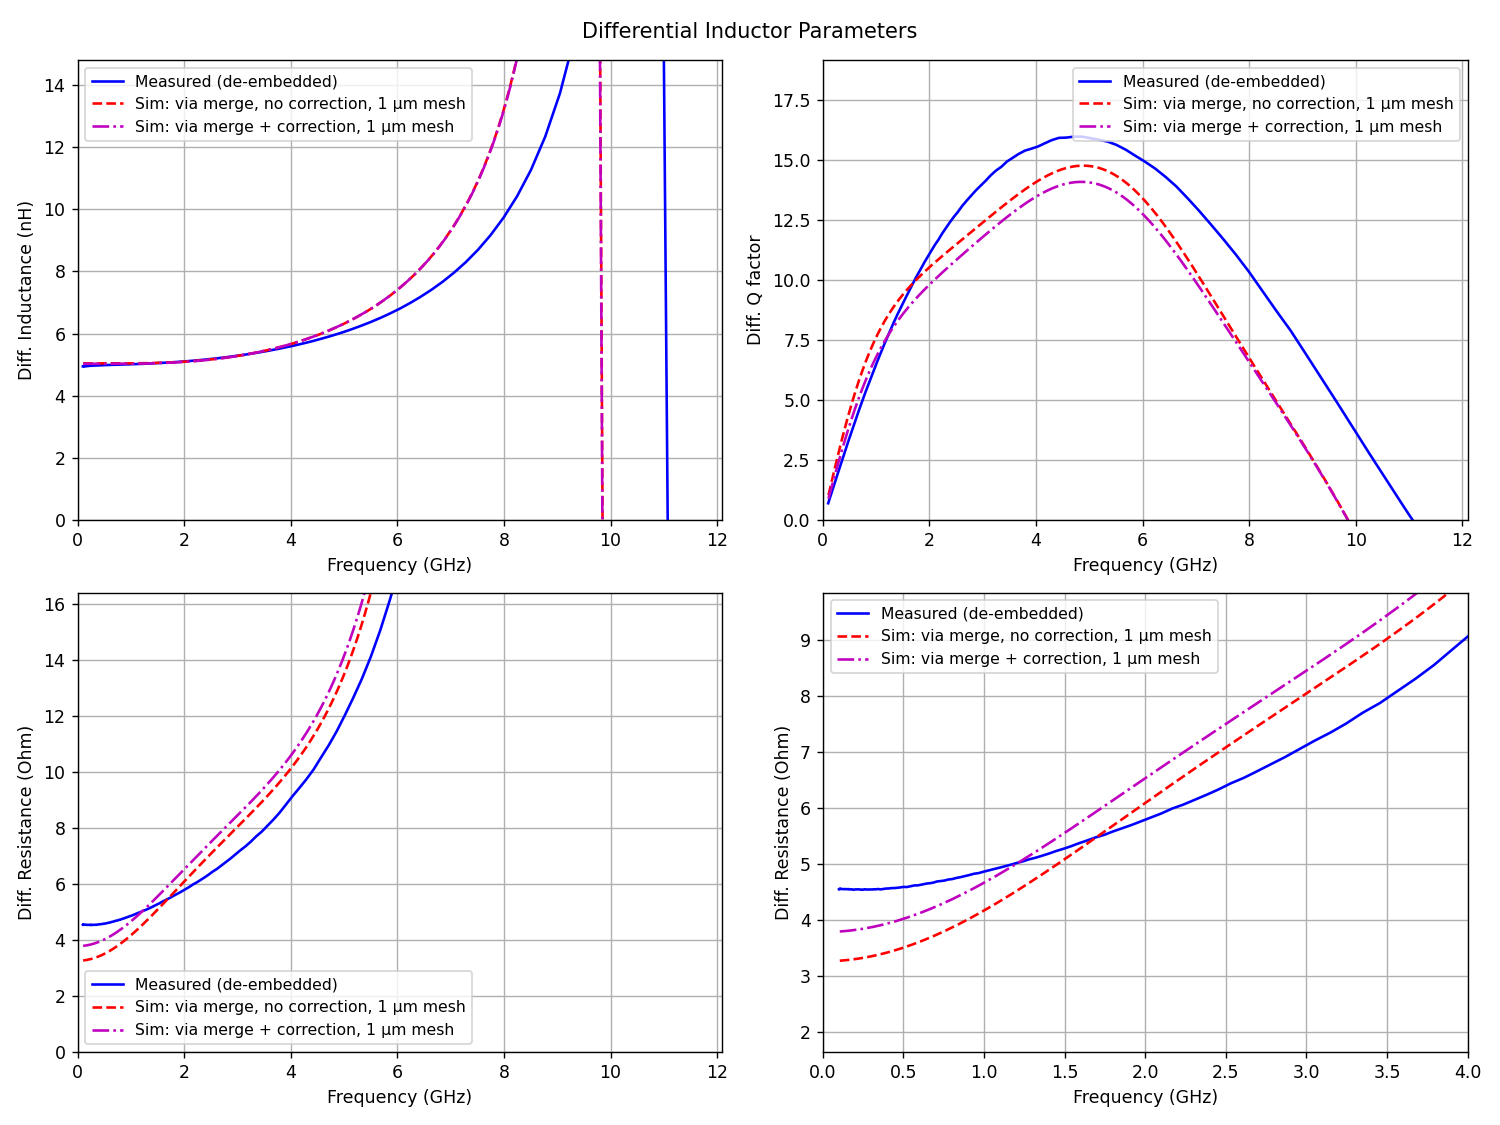 Differential Inductor Parameters
Diff. Inductance (nH)
14
12
10
8
6
4
2
0
Measured (de-embedded)
Sim: via merge, no correction, 1 µm mesh
Sim: via merge + correction, 1 µm mesh
0 2 4 6 8 10 12
Frequency (GHz)
Diff. Q factor
17.5
15.0
12.5
10.0
7.5
5.0
2.5
0.0
Measured (de-embedded)
Sim: via merge, no correction, 1 µm mesh
Sim: via merge + correction, 1 µm mesh
0 2 4 6 8 10 12
Frequency (GHz)
Diff. Resistance (Ohm)
16
14
12
10
8
6
4
2
0
Measured (de-embedded)
Sim: via merge, no correction, 1 µm mesh
Sim: via merge + correction, 1 µm mesh
0 2 4 6 8 10 12
Frequency (GHz)
Diff. Resistance (Ohm)
9
8
7
6
5
4
3
2
Measured (de-embedded)
Sim: via merge, no correction, 1 µm mesh
Sim: via merge + correction, 1 µm mesh
0.0 0.5 1.0 1.5 2.0 2.5 3.0 3.5 4.0
Frequency (GHz)